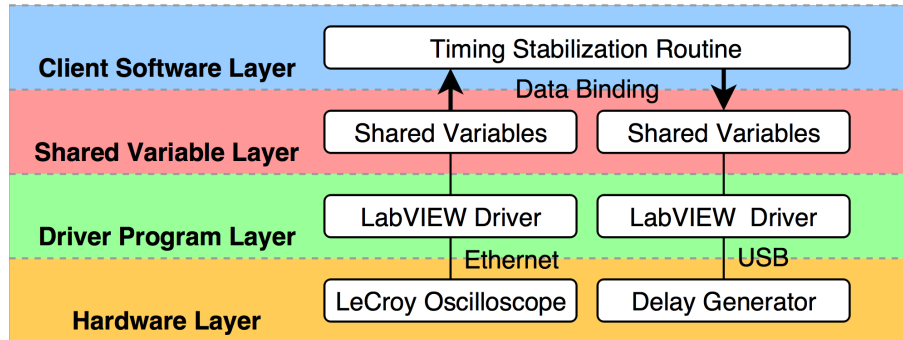 Timing Stabilization Routine
Client Software Layer
Data Binding
Shared Variables Shared Variables
Shared Variable Layer
LabVIEW Driver LabVIEW Driver
Driver Program Layer
Ethernet USB
LeCroy Oscilloscope Delay Generator
Hardware Layer